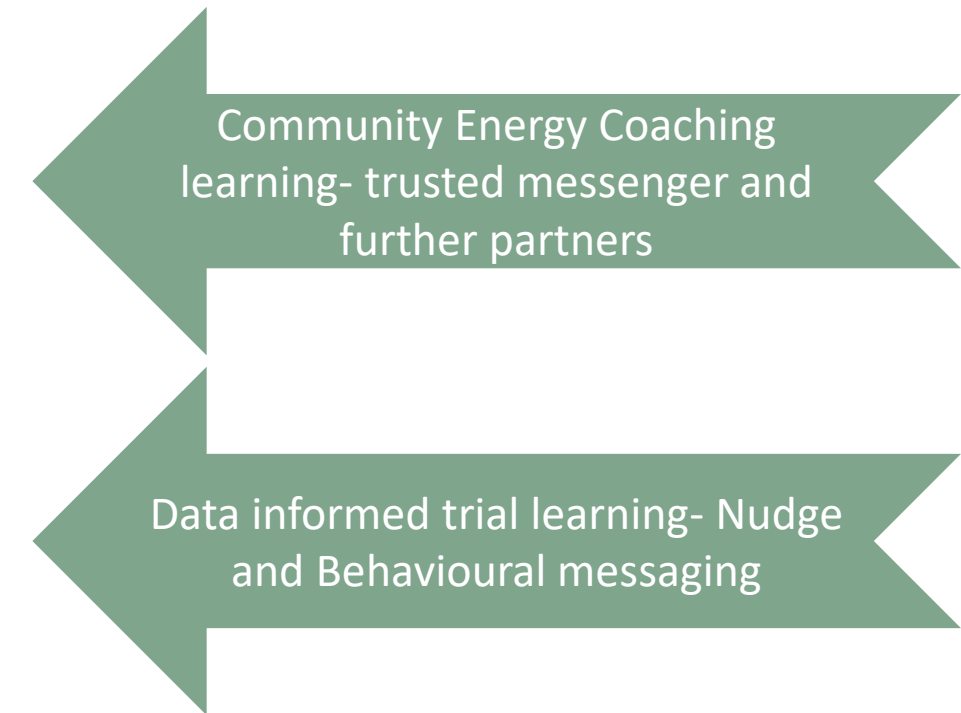 Community Energy Coaching
learning- trusted messenger and
further partners
Data informed trial learning- Nudge
and Behavioural messaging